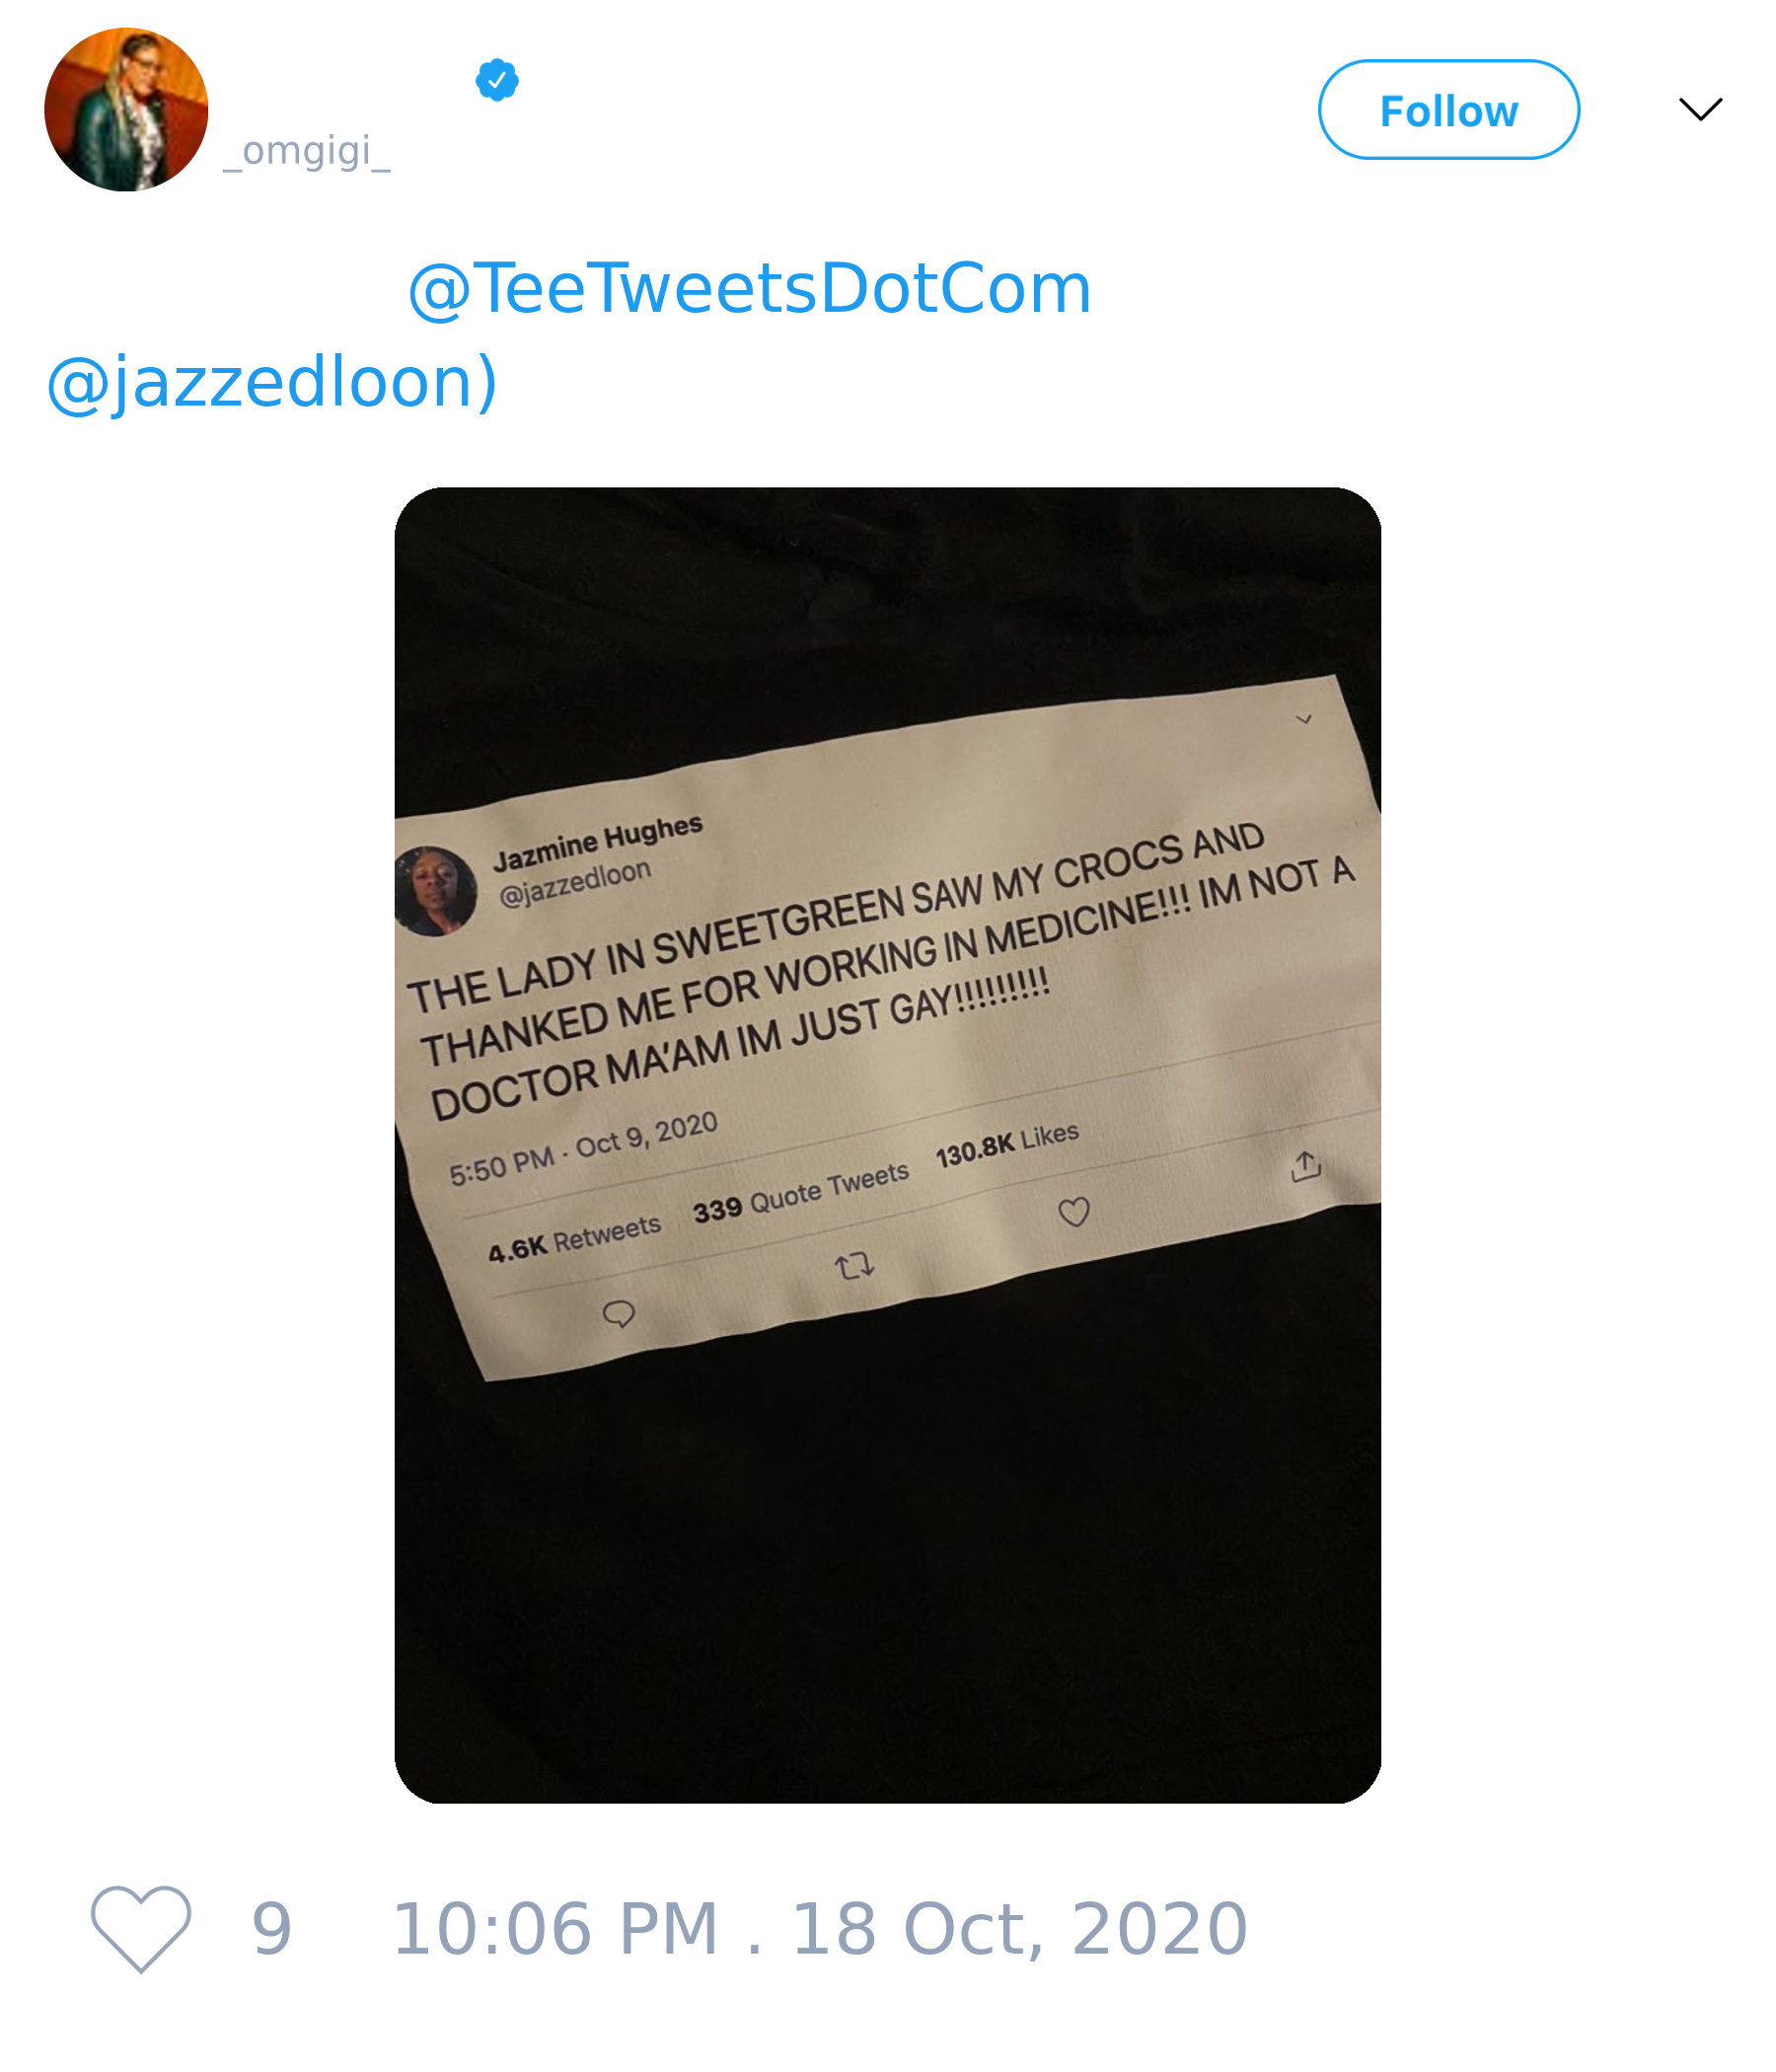 _omgigi_
Follow
@TeeTweetsDotCom
@jazzedloon)
Jazmine Hughes
@jazzedloon
THE LADY IN SWEETGREEN SAW MY CROCS AND
THANKED ME FOR WORKING IN MEDICINE!!! IM NOT A
DOCTOR MA'AM IM JUST GAY!!!!!!!!!
5:50 PM · Oct 9, 2020
4.6K Retweets 339 Quote Tweets 130.8K Likes
9 10:06 PM . 18 Oct, 2020